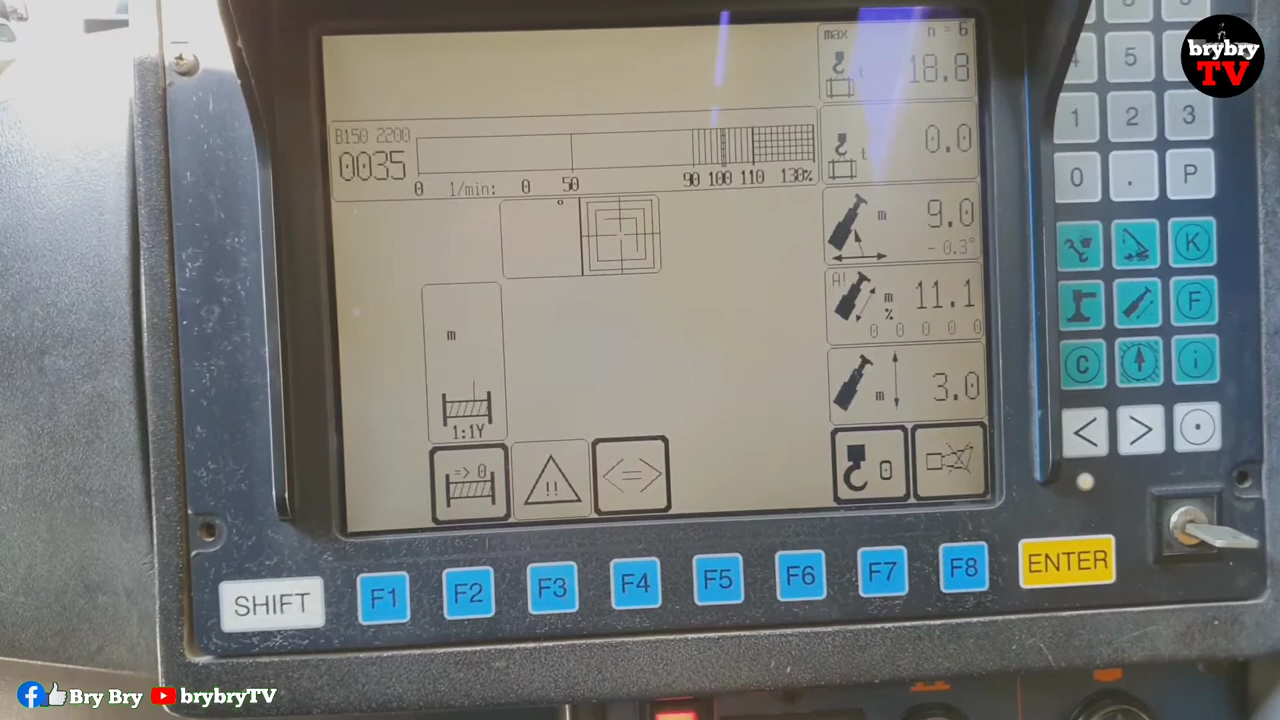 max n = 6
t 18.8
t 0.0
B150 2200
0035
0 1/min: 0 50 90 100 110 130%
m 9.0
-0.3°
A!
m 11.1
%
0 0 0 0 0
m
m 3.0
1:1Y
=> 0
!!
<=>
0
5
1 2 3
0 . P
K
F
C i
< >
SHIFT F1 F2 F3 F4 F5 F6 F7 F8 ENTER
brybry
TV
Bry Bry brybryTV